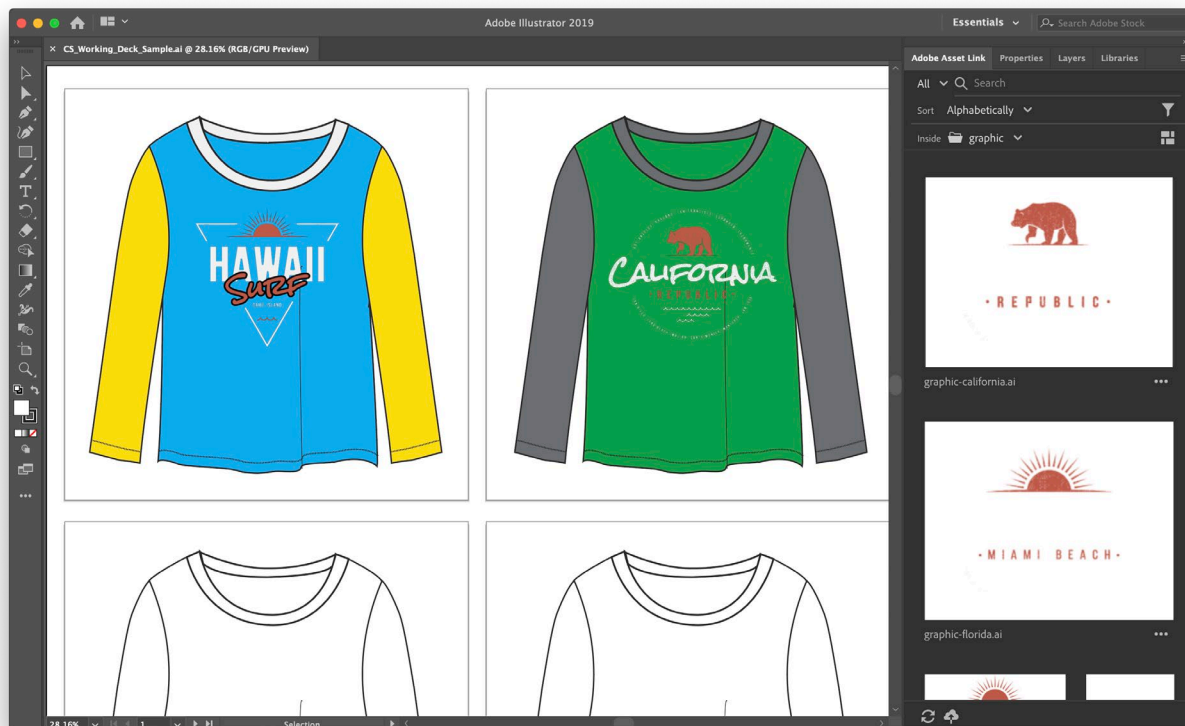 Adobe Illustrator 2019
Essentials
Search Adobe Stock
CS_Working_Deck_Sample.ai @ 28.16% (RGB/GPU Preview)
Adobe Asset Link
Properties
Layers
Libraries
All
Search
Sort
Alphabetically
Inside
graphic
HAWAII
Surf
CALIFORNIA
REPUBLIC
·REPUBLIC·
graphic-california.ai
·MIAMI BEACH·
graphic-florida.ai
28.16%
1
Selection